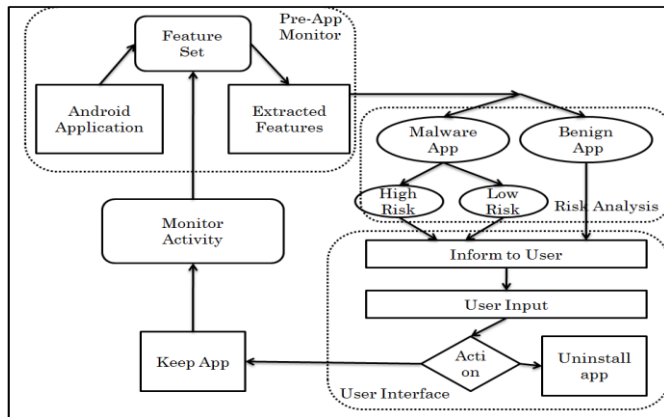 Pre-App
Monitor
Feature
Set
Android
Application
Extracted
Features
Malware
App
Benign
App
High
Risk
Low
Risk
Risk Analysis
Monitor
Activity
Inform to User
User Input
Keep App
Acti
on
Uninstall
app
User Interface